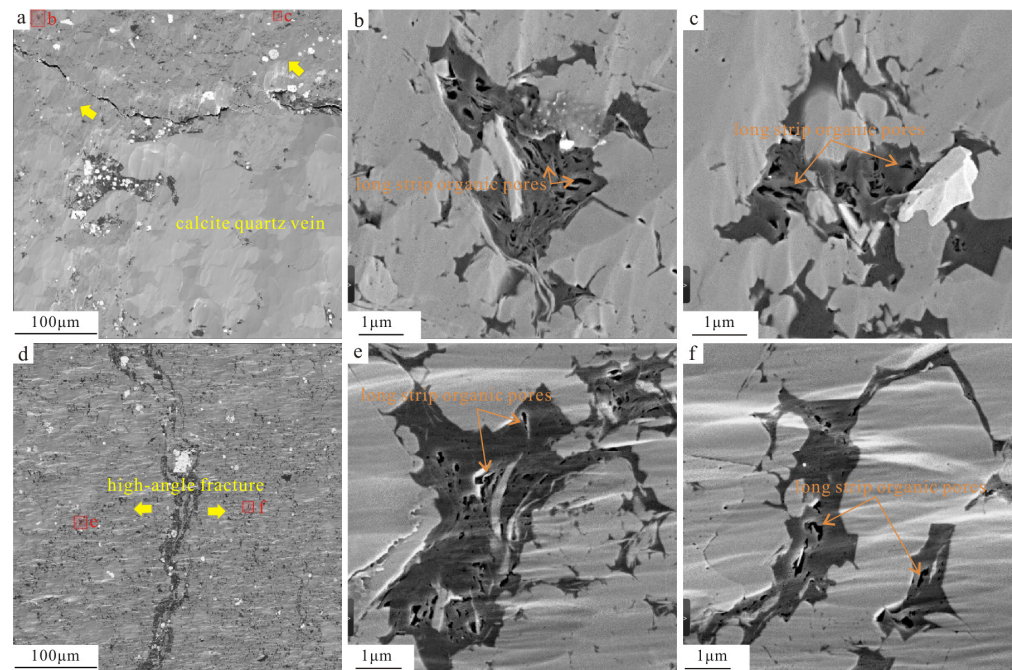 a
b
c
calcite quartz vein
100μm
b
long strip organic pores
1μm
c
long strip organic pores
1μm
d
high-angle fracture
e
f
100μm
e
long strip organic pores
1μm
f
long strip organic pores
1μm